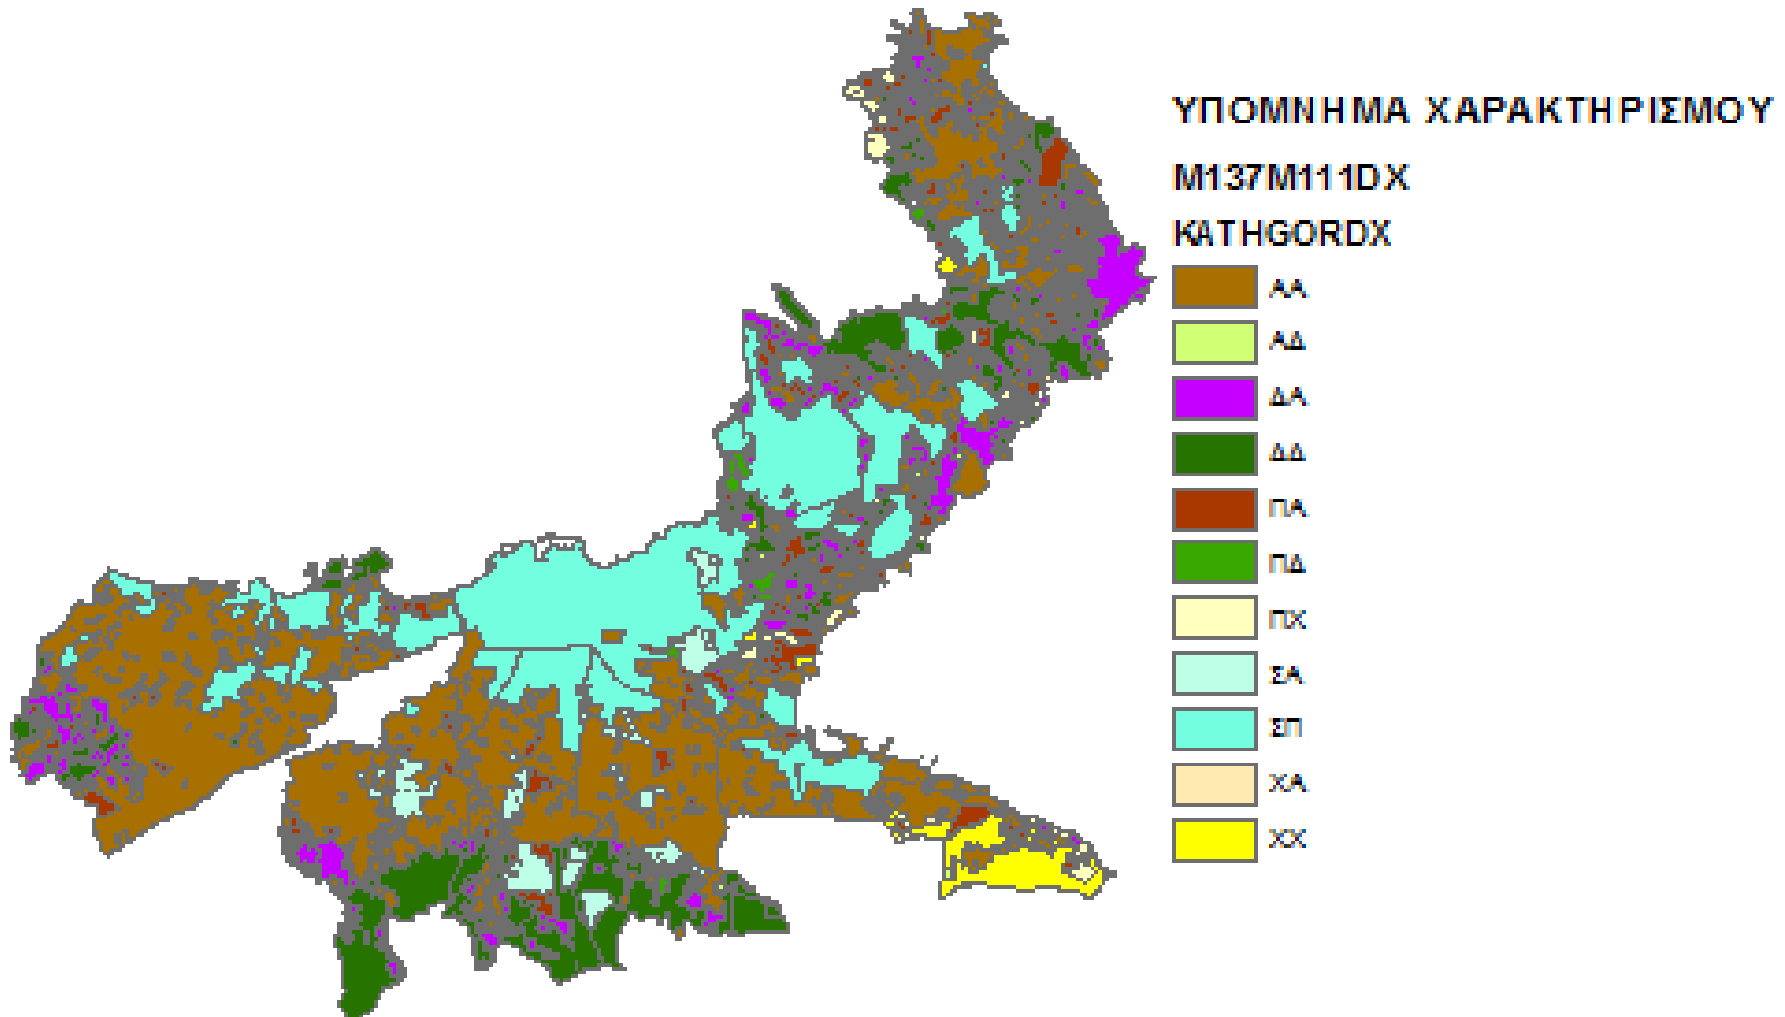 ΥΠΟΜΝΗΜΑ ΧΑΡΑΚΤΗΡΙΣΜΟΥ
M137M111DX
KATHGORDX
ΑΑ
ΑΔ
ΔΑ
ΔΔ
ΠΑ
ΠΔ
ΠΧ
ΣΑ
ΣΠ
ΧΑ
ΧΧ